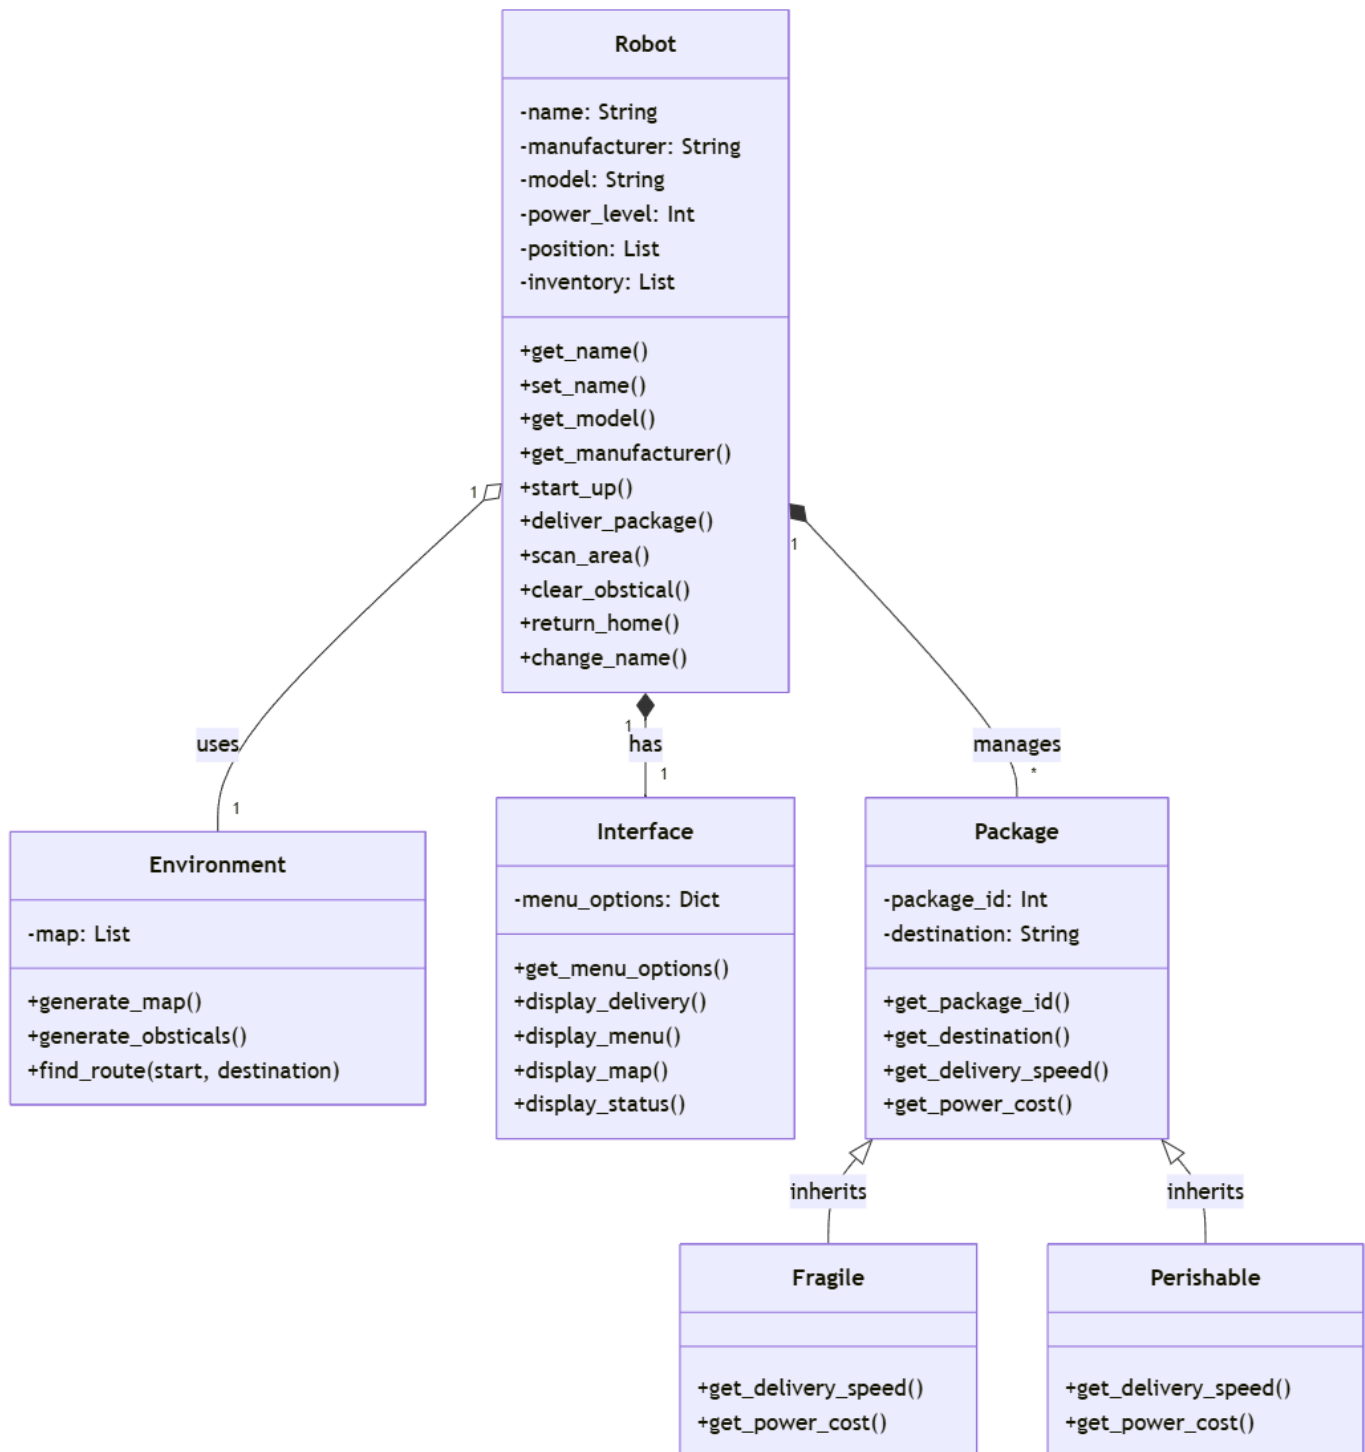 Robot
-name: String
-manufacturer: String
-model: String
-power_level: Int
-position: List
-inventory: List
+get_name()
+set_name()
+get_model()
+get_manufacturer()
+start_up()
+deliver_package()
+scan_area()
+clear_obstical()
+return_home()
+change_name()
1
1
1
uses
has
manages
1
1
*
Environment
-map: List
+generate_map()
+generate_obsticals()
+find_route(start, destination)
Interface
-menu_options: Dict
+get_menu_options()
+display_delivery()
+display_menu()
+display_map()
+display_status()
Package
-package_id: Int
-destination: String
+get_package_id()
+get_destination()
+get_delivery_speed()
+get_power_cost()
inherits
inherits
Fragile
+get_delivery_speed()
+get_power_cost()
Perishable
+get_delivery_speed()
+get_power_cost()